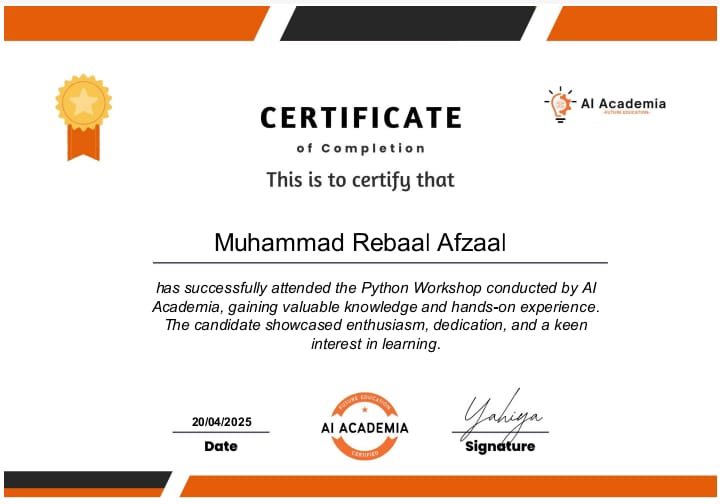 CERTIFICATE
of Completion
AI Academia
-FUTURE EDUCATION-
This is to certify that
Muhammad Rebaal Afzaal
has successfully attended the Python Workshop conducted by AI
Academia, gaining valuable knowledge and hands-on experience.
The candidate showcased enthusiasm, dedication, and a keen
interest in learning.
20/04/2025
Date
FUTURE EDUCATION
AI ACADEMIA
CERTIFIED
Yahiya
Signature